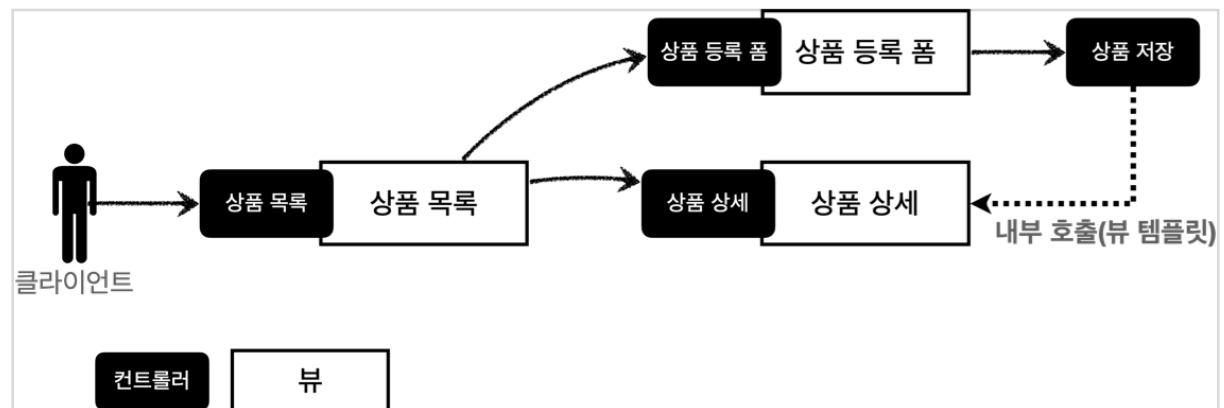 상품 등록 폼
상품 등록 폼
상품 저장
상품 목록
상품 목록
상품 상세
상품 상세
내부 호출(뷰 템플릿)
클라이언트
컨트롤러
뷰